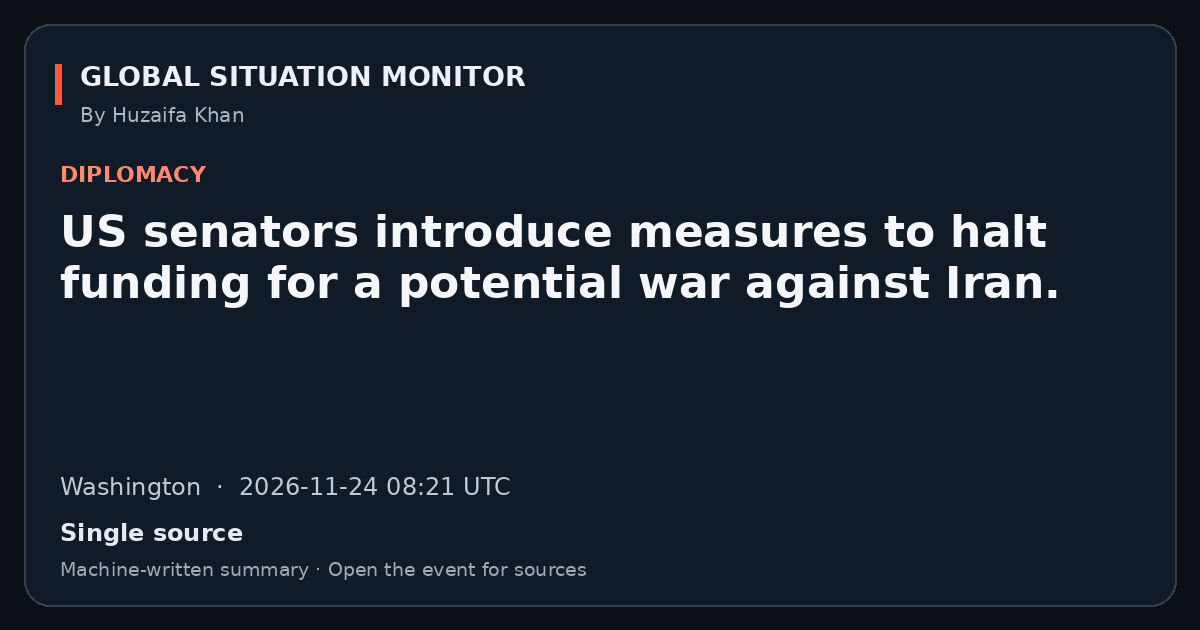 GLOBAL SITUATION MONITOR
By Huzaifa Khan
DIPLOMACY
US senators introduce measures to halt
funding for a potential war against Iran.
Washington · 2026-11-24 08:21 UTC
Single source
Machine-written summary · Open the event for sources